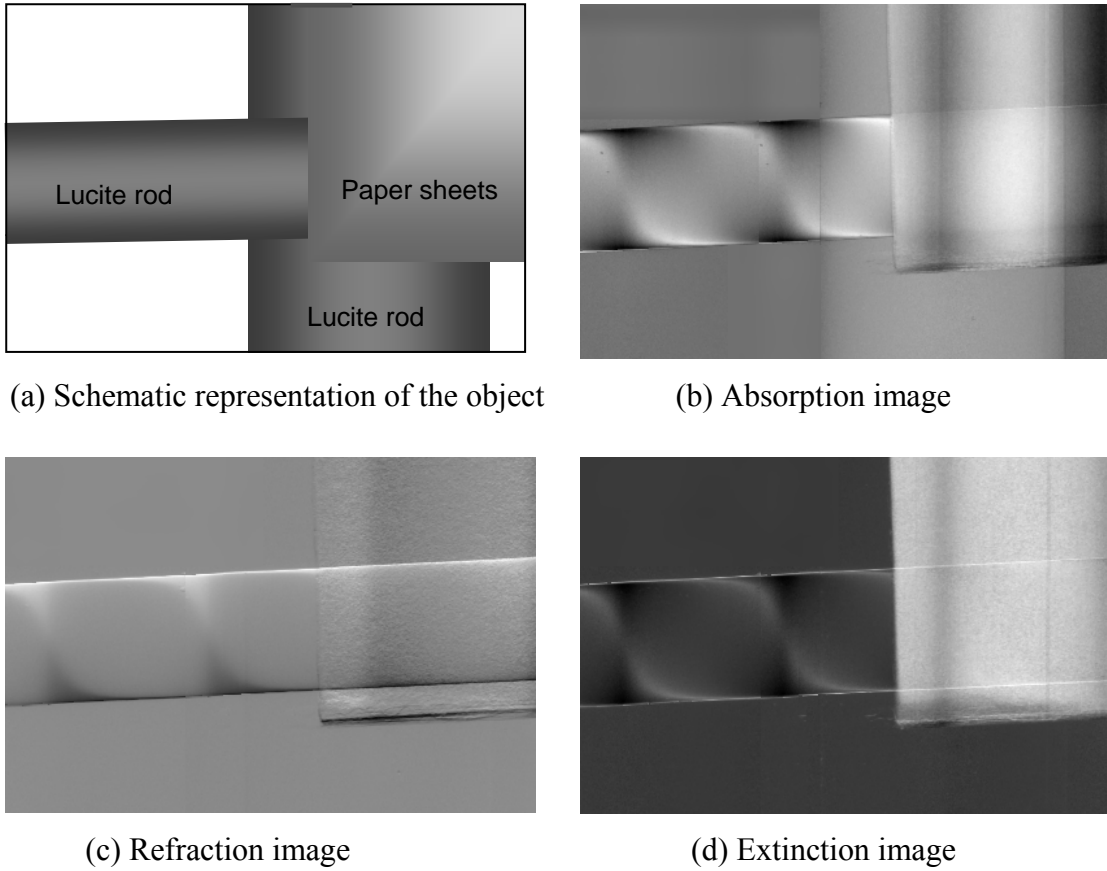 Lucite rod
Paper sheets
Lucite rod
(a) Schematic representation of the object
(b) Absorption image
(c) Refraction image
(d) Extinction image